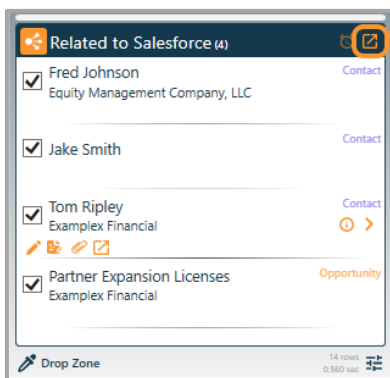 Related to Salesforce (4)
Fred Johnson Contact
Equity Management Company, LLC
Jake Smith Contact
Tom Ripley Contact
Examplex Financial
Partner Expansion Licenses Opportunity
Examplex Financial
Drop Zone 14 rows
0.560 sec